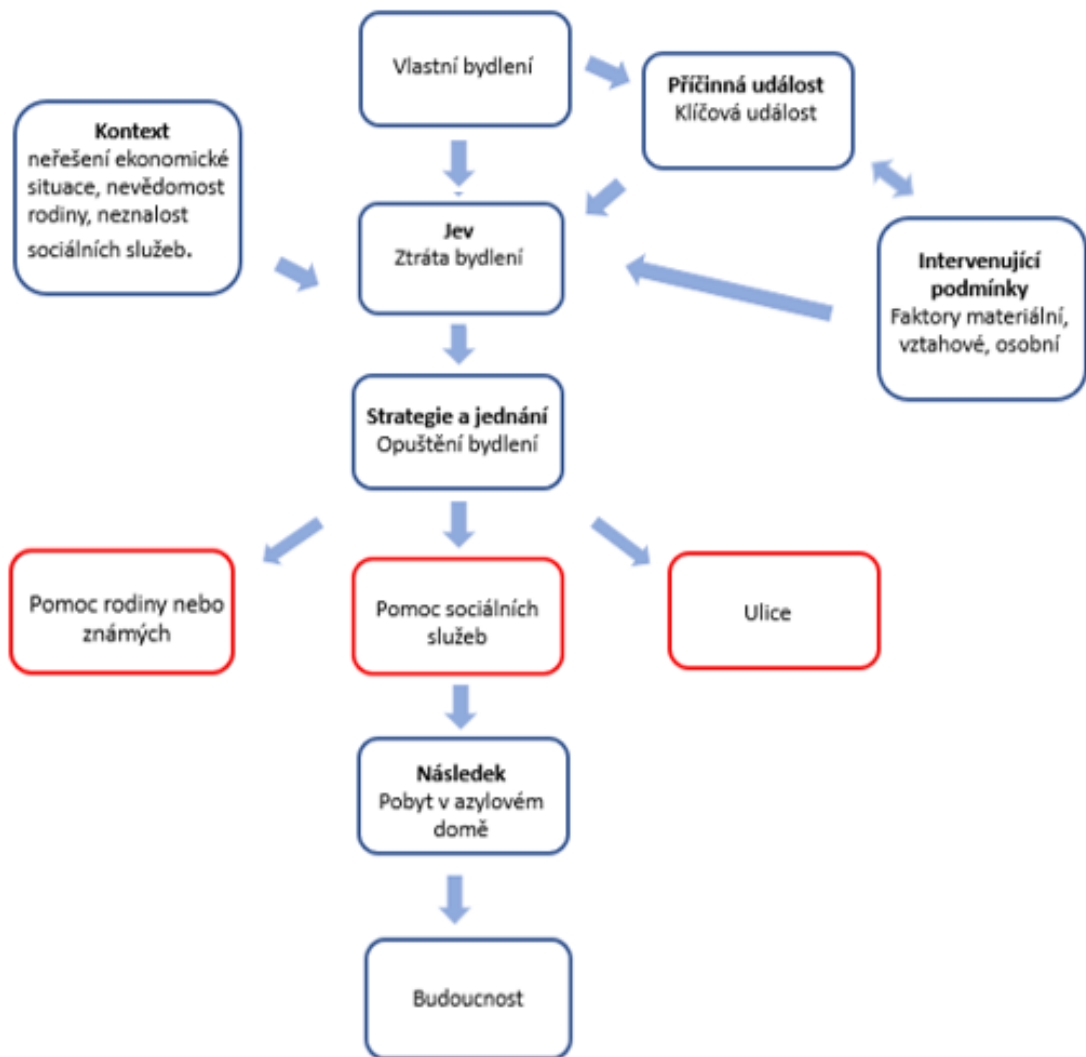 Vlastní bydlení
Příčinná událost
Klíčová událost
Kontext
neřešení ekonomické
situace, nevědomost
rodiny, neznalost
sociálních služeb.
Jev
Ztráta bydlení
Intervenující
podmínky
Faktory materiální,
vztahové, osobní
Strategie a jednání
Opuštění bydlení
Pomoc rodiny nebo
známých
Pomoc sociálních
služeb
Ulice
Následek
Pobyt v azylovém
domě
Budoucnost